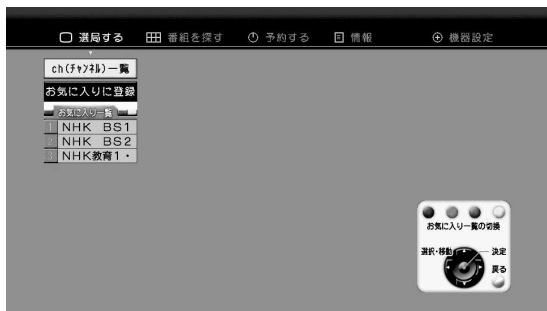 選局する 番組を探す 予約する 情報 機器設定
ch(チャンネル)一覧
お気に入りに登録
お気に入り一覧
1 NHK BS1
2 NHK BS2
3 NHK教育1・
お気に入り一覧の切換
選択・移動 決定
戻る